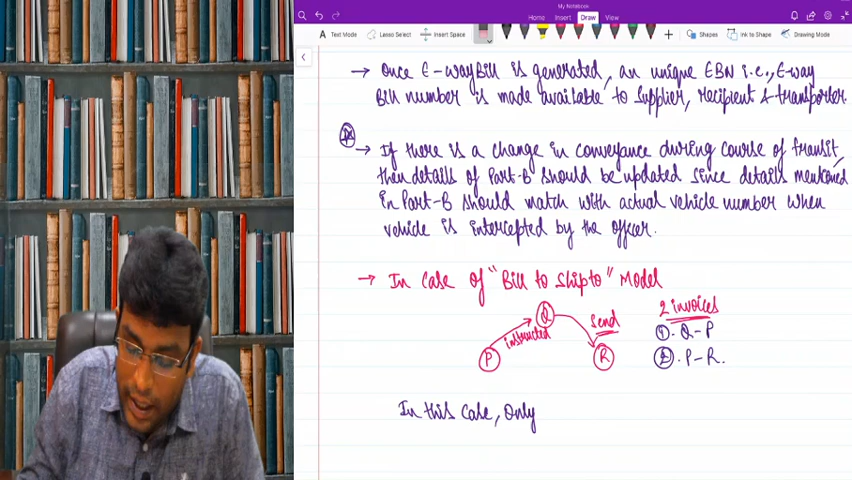 My Notebook
Home Insert Draw View
Text Mode Lasso Select Insert Space Shapes Ink to Shape Drawing Mode
→ Once E-way Bill is generated, an unique EBN i.e., E-way
Bill number is made available to Supplier, recipient & transporter.
→ If there is a change in conveyance during course of transit,
then details of Part-B should be updated since details mentioned
in Part-B should match with actual vehicle number when
vehicle is intercepted by the officer.
→ In case of "Bill to Ship to" Model
P instructed Q Send R
2 invoices
① . Q - P
② . P - R.
In this case, Only